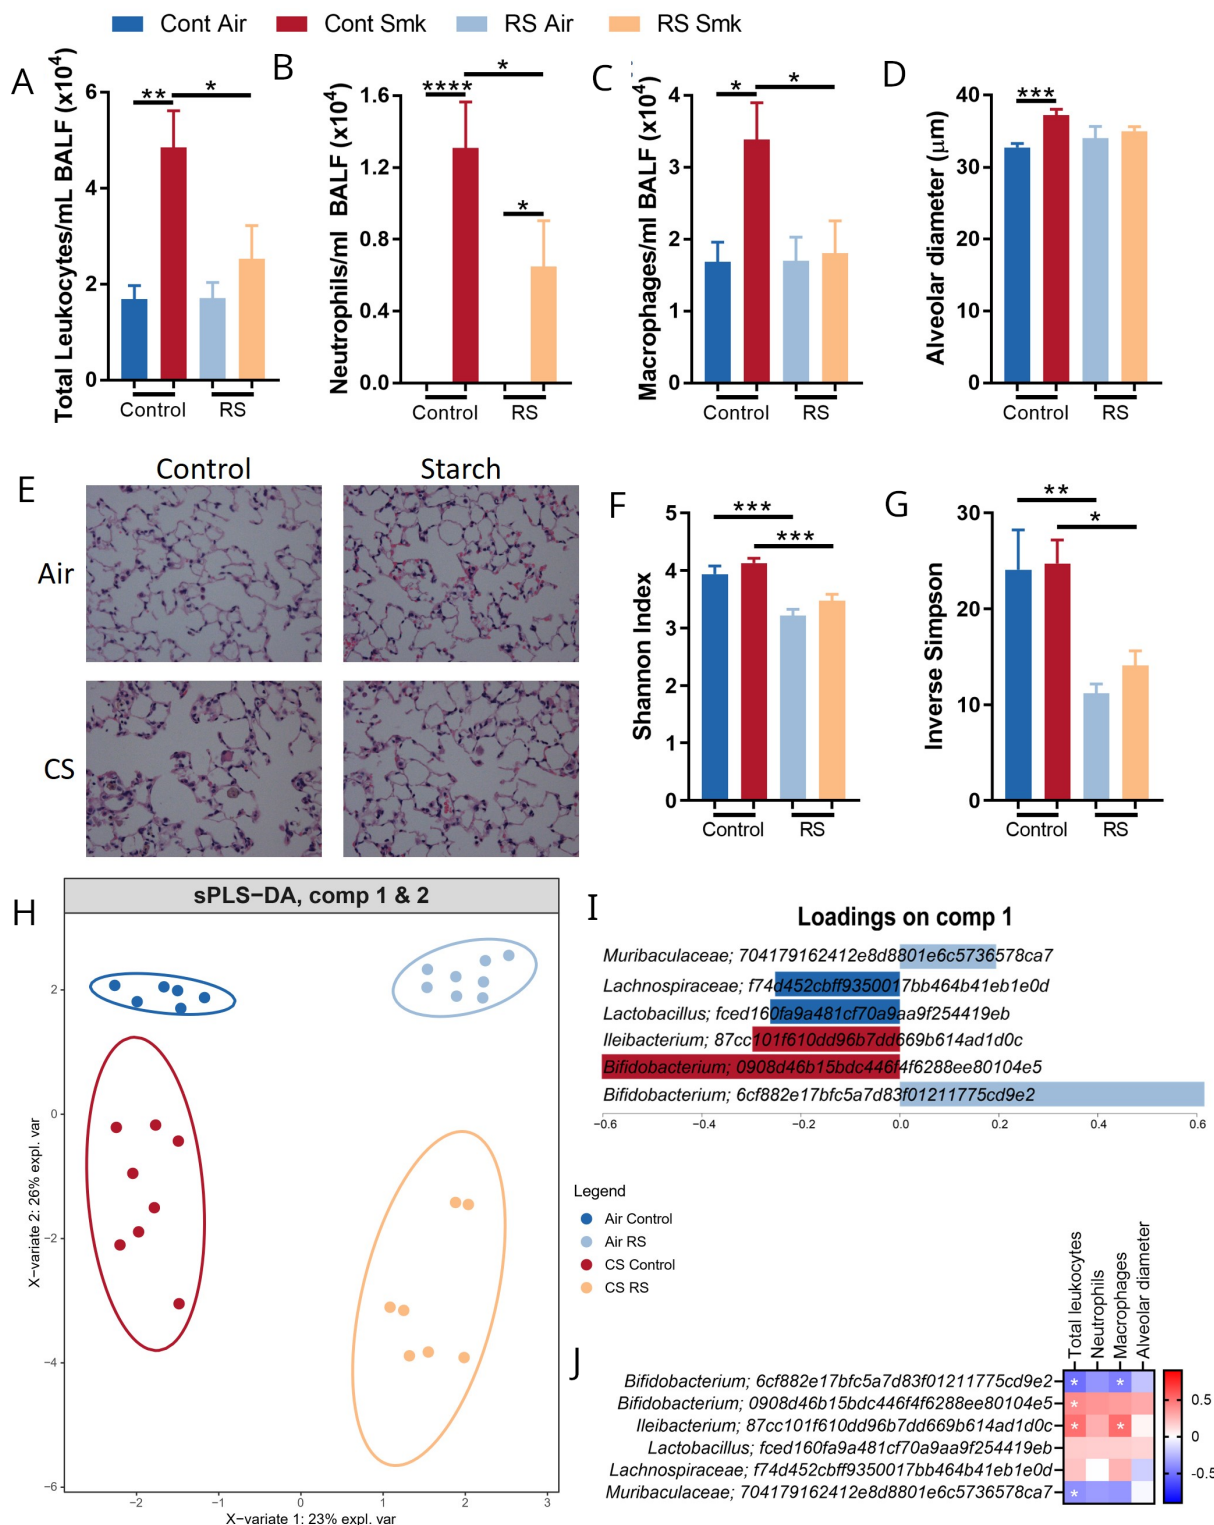 Cont Air Cont Smk RS Air RS Smk
A
Total Leukocytes/mL BALF (x10⁴)
6
4
2
0
**
*
Control RS
B
Neutrophils/ml BALF (x10⁴)
1.6
1.2
0.8
0.4
0.0
****
*
*
Control RS
C
Macrophages/ml BALF (x10⁴)
4
3
2
1
0
*
*
Control RS
D
Alveolar diameter (μm)
40
30
20
10
0
***
Control RS
E
Control Starch
Air
CS
F
Shannon Index
5
4
3
2
1
0
***
***
Control RS
G
Inverse Simpson
30
20
10
0
**
*
Control RS
H
sPLS−DA, comp 1 & 2
X−variate 2: 26% expl. var
2
0
−2
−4
−6
−2 −1 0 1 2 3
X−variate 1: 23% expl. var
I
Loadings on comp 1
Muribaculaceae; 704179162412e8d8801e6c5736578ca7
Lachnospiraceae; f74d452cbff9350017bb464b41eb1e0d
Lactobacillus; fced160fa9a481cf70a9aa9f254419eb
Ileibacterium; 87cc101f610dd96b7dd669b614ad1d0c
Bifidobacterium; 0908d46b15bdc446f4f6288ee80104e5
Bifidobacterium; 6cf882e17bfc5a7d83f01211775cd9e2
−0.6 −0.4 −0.2 0.0 0.2 0.4 0.6
Legend
Air Control
Air RS
CS Control
CS RS
J
Total leukocytes
Neutrophils
Macrophages
Alveolar diameter
Bifidobacterium; 6cf882e17bfc5a7d83f01211775cd9e2 * *
Bifidobacterium; 0908d46b15bdc446f4f6288ee80104e5 *
Ileibacterium; 87cc101f610dd96b7dd669b614ad1d0c * *
Lactobacillus; fced160fa9a481cf70a9aa9f254419eb
Lachnospiraceae; f74d452cbff9350017bb464b41eb1e0d
Muribaculaceae; 704179162412e8d8801e6c5736578ca7 *
0.5
0
-0.5